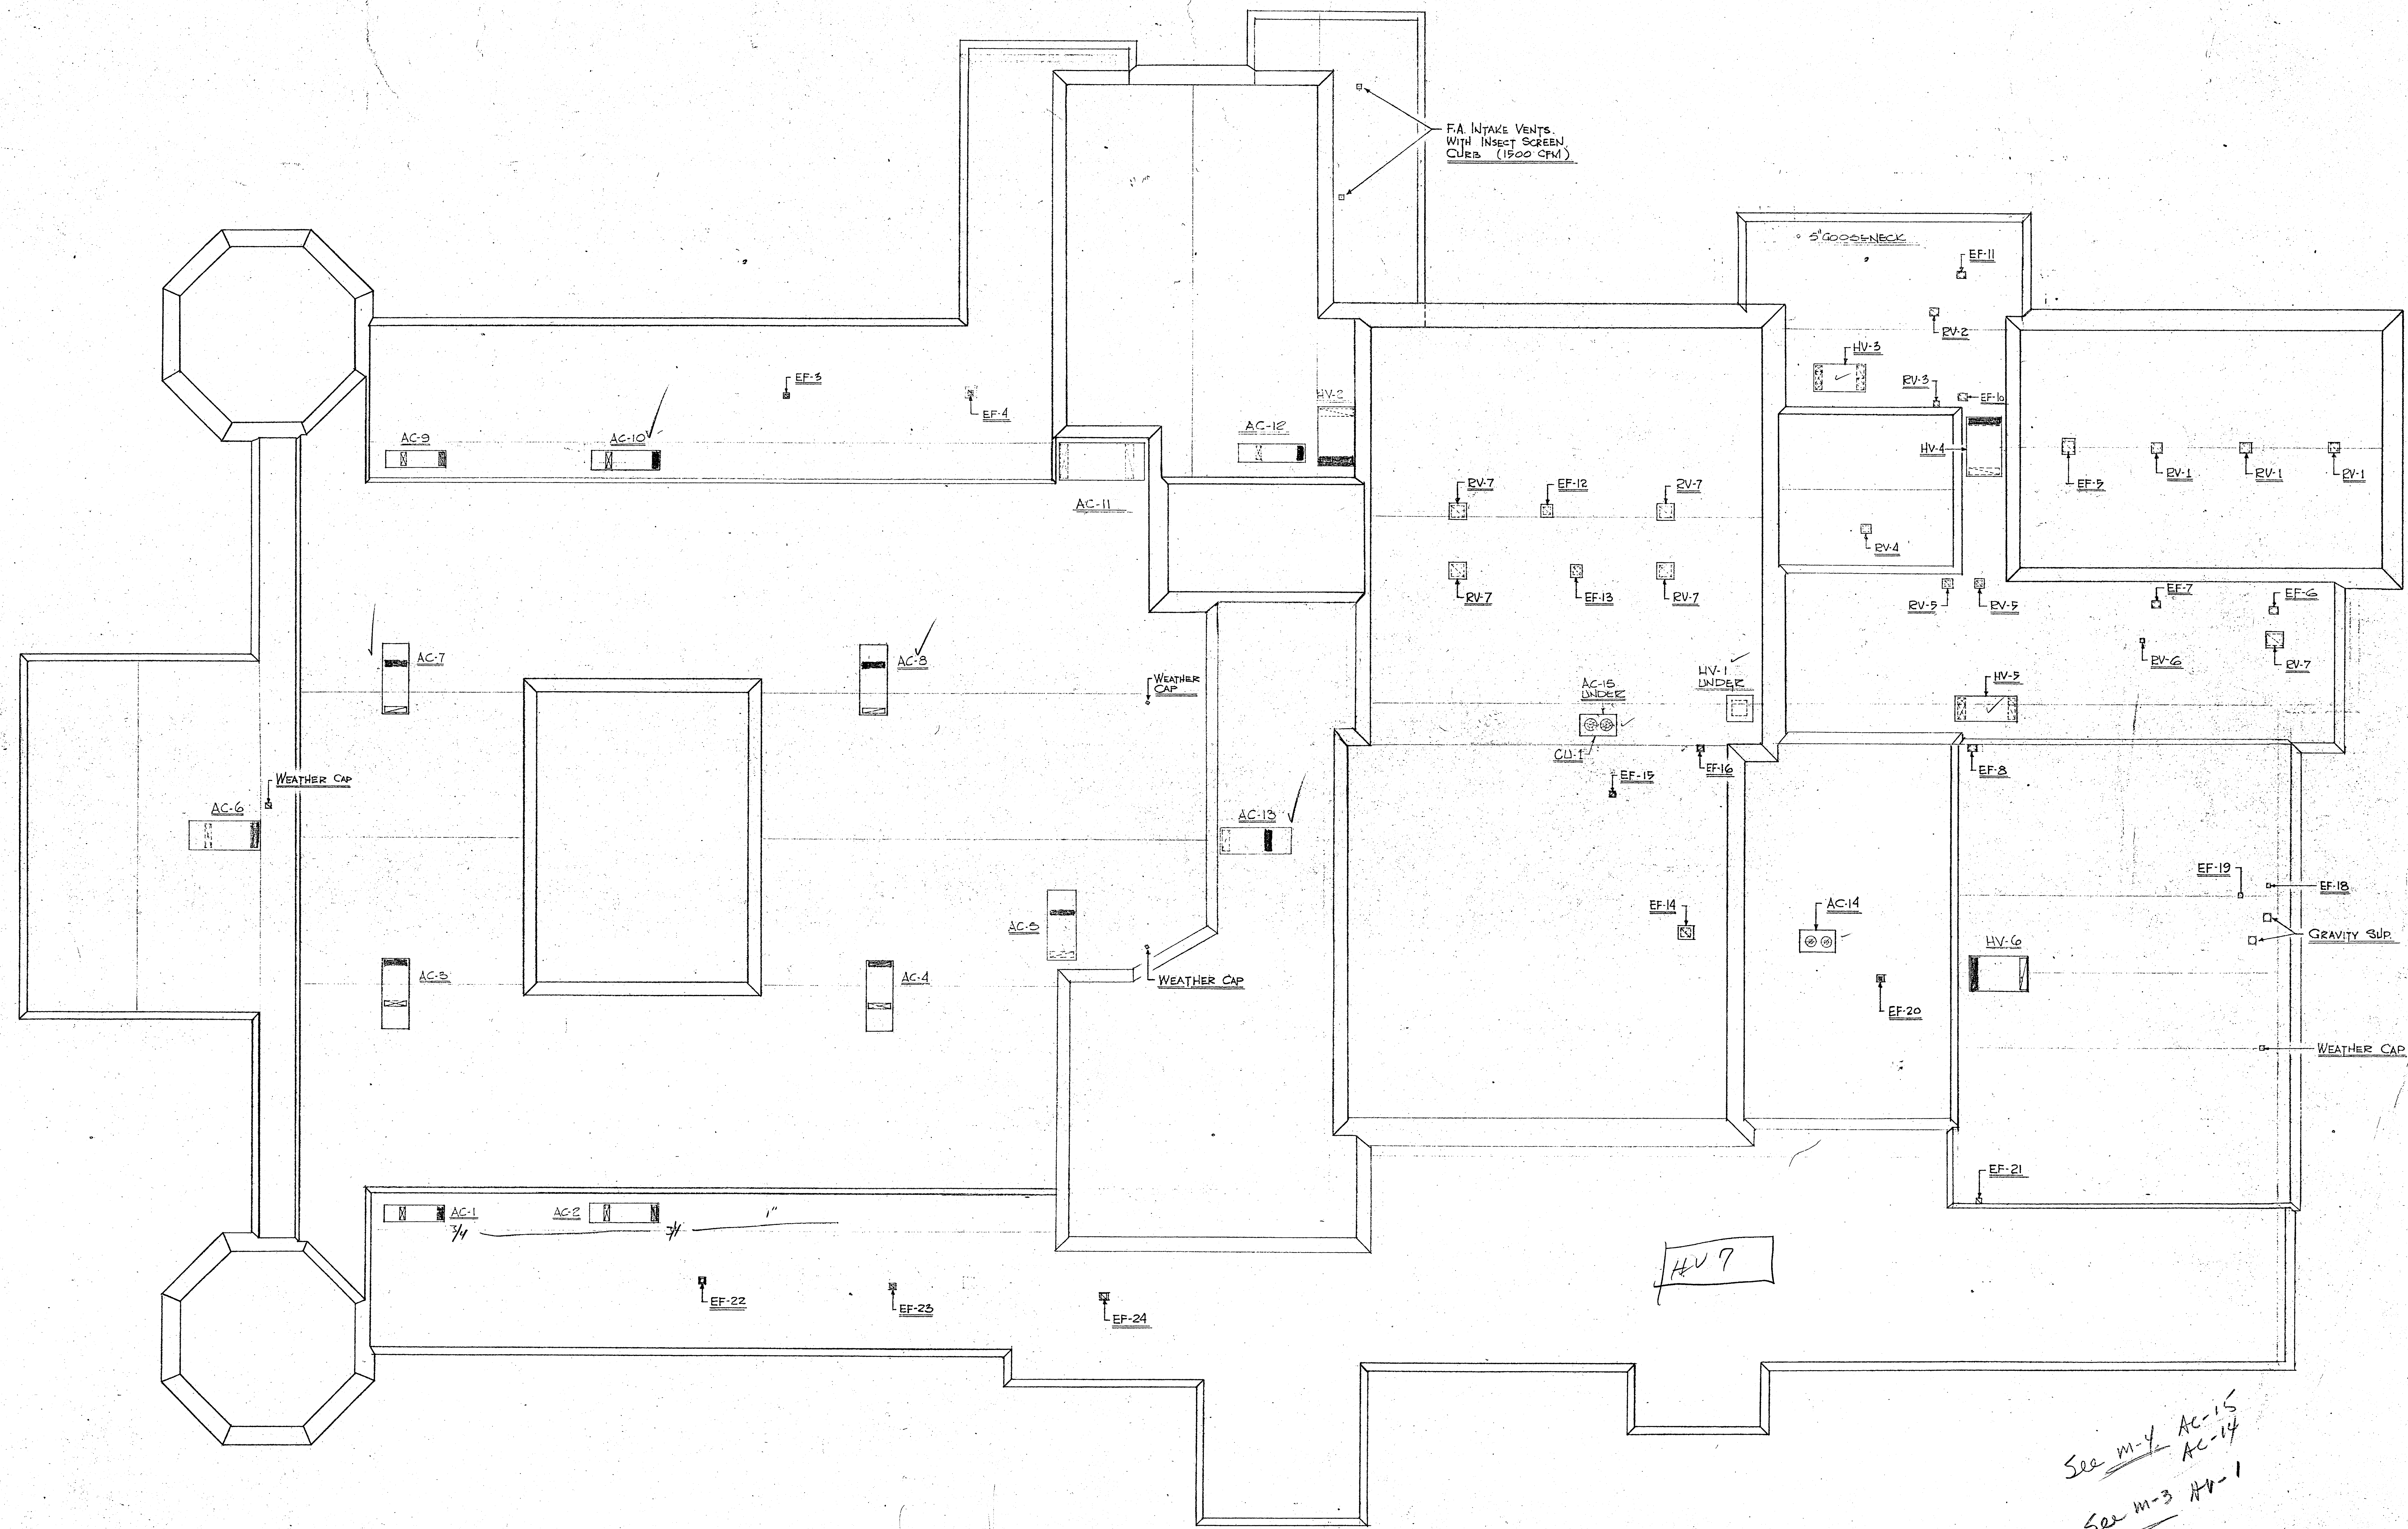 F.A. INTAKE VENTS.
WITH INSECT SCREEN,
CURB (1500 CFM)
5" GOOSENECK
EF-11
RV-2
HV-3
RV-3
EF-10
HV-4
EF-5
RV-1
RV-1
RV-1
EF-3
EF-4
HV-2
AC-9
AC-10
AC-12
AC-11
RV-7
EF-12
RV-7
RV-4
RV-7
EF-13
RV-7
RV-5
RV-5
EF-7
EF-6
RV-6
RV-7
AC-7
AC-8
WEATHER
CAP
AC-15
UNDER
HV-1
UNDER
HV-5
CU-1
EF-15
EF-16
EF-8
WEATHER CAP
AC-6
AC-13
EF-19
EF-18
AC-5
EF-14
AC-14
GRAVITY SUP.
HV-6
AC-3
AC-4
WEATHER CAP
EF-20
WEATHER CAP
EF-21
AC-1
AC-2
3/4
3/4
1"
HV 7
EF-22
EF-23
EF-24
See M-4 AC-15
AC-14
See M-3 HV-1